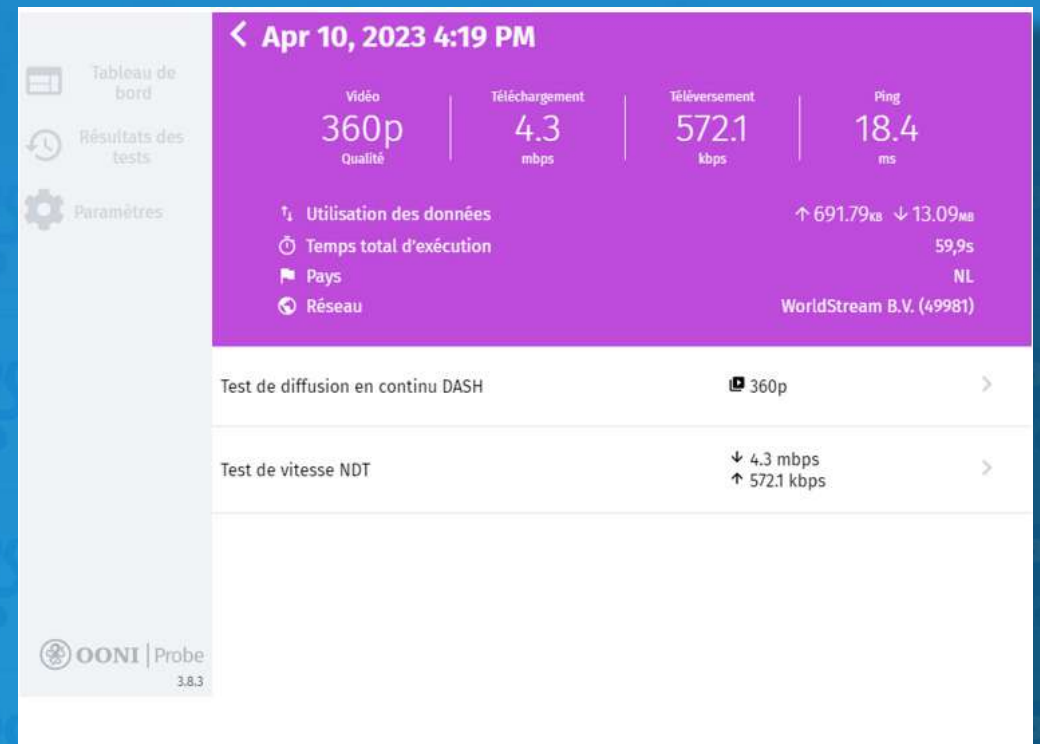 Apr 10, 2023 4:19 PM
Tableau de
bord
Résultats des
tests
Paramètres
Vidéo
360p
Qualité
Téléchargement
4.3
mbps
Téléversement
572.1
kbps
Ping
18.4
ms
Utilisation des données
↑ 691.79KB ↓ 13.09MB
Temps total d'exécution
59,9s
Pays
NL
Réseau
WorldStream B.V. (49981)
Test de diffusion en continu DASH
360p
Test de vitesse NDT
↓ 4.3 mbps
↑ 572.1 kbps
OONI | Probe
3.8.3